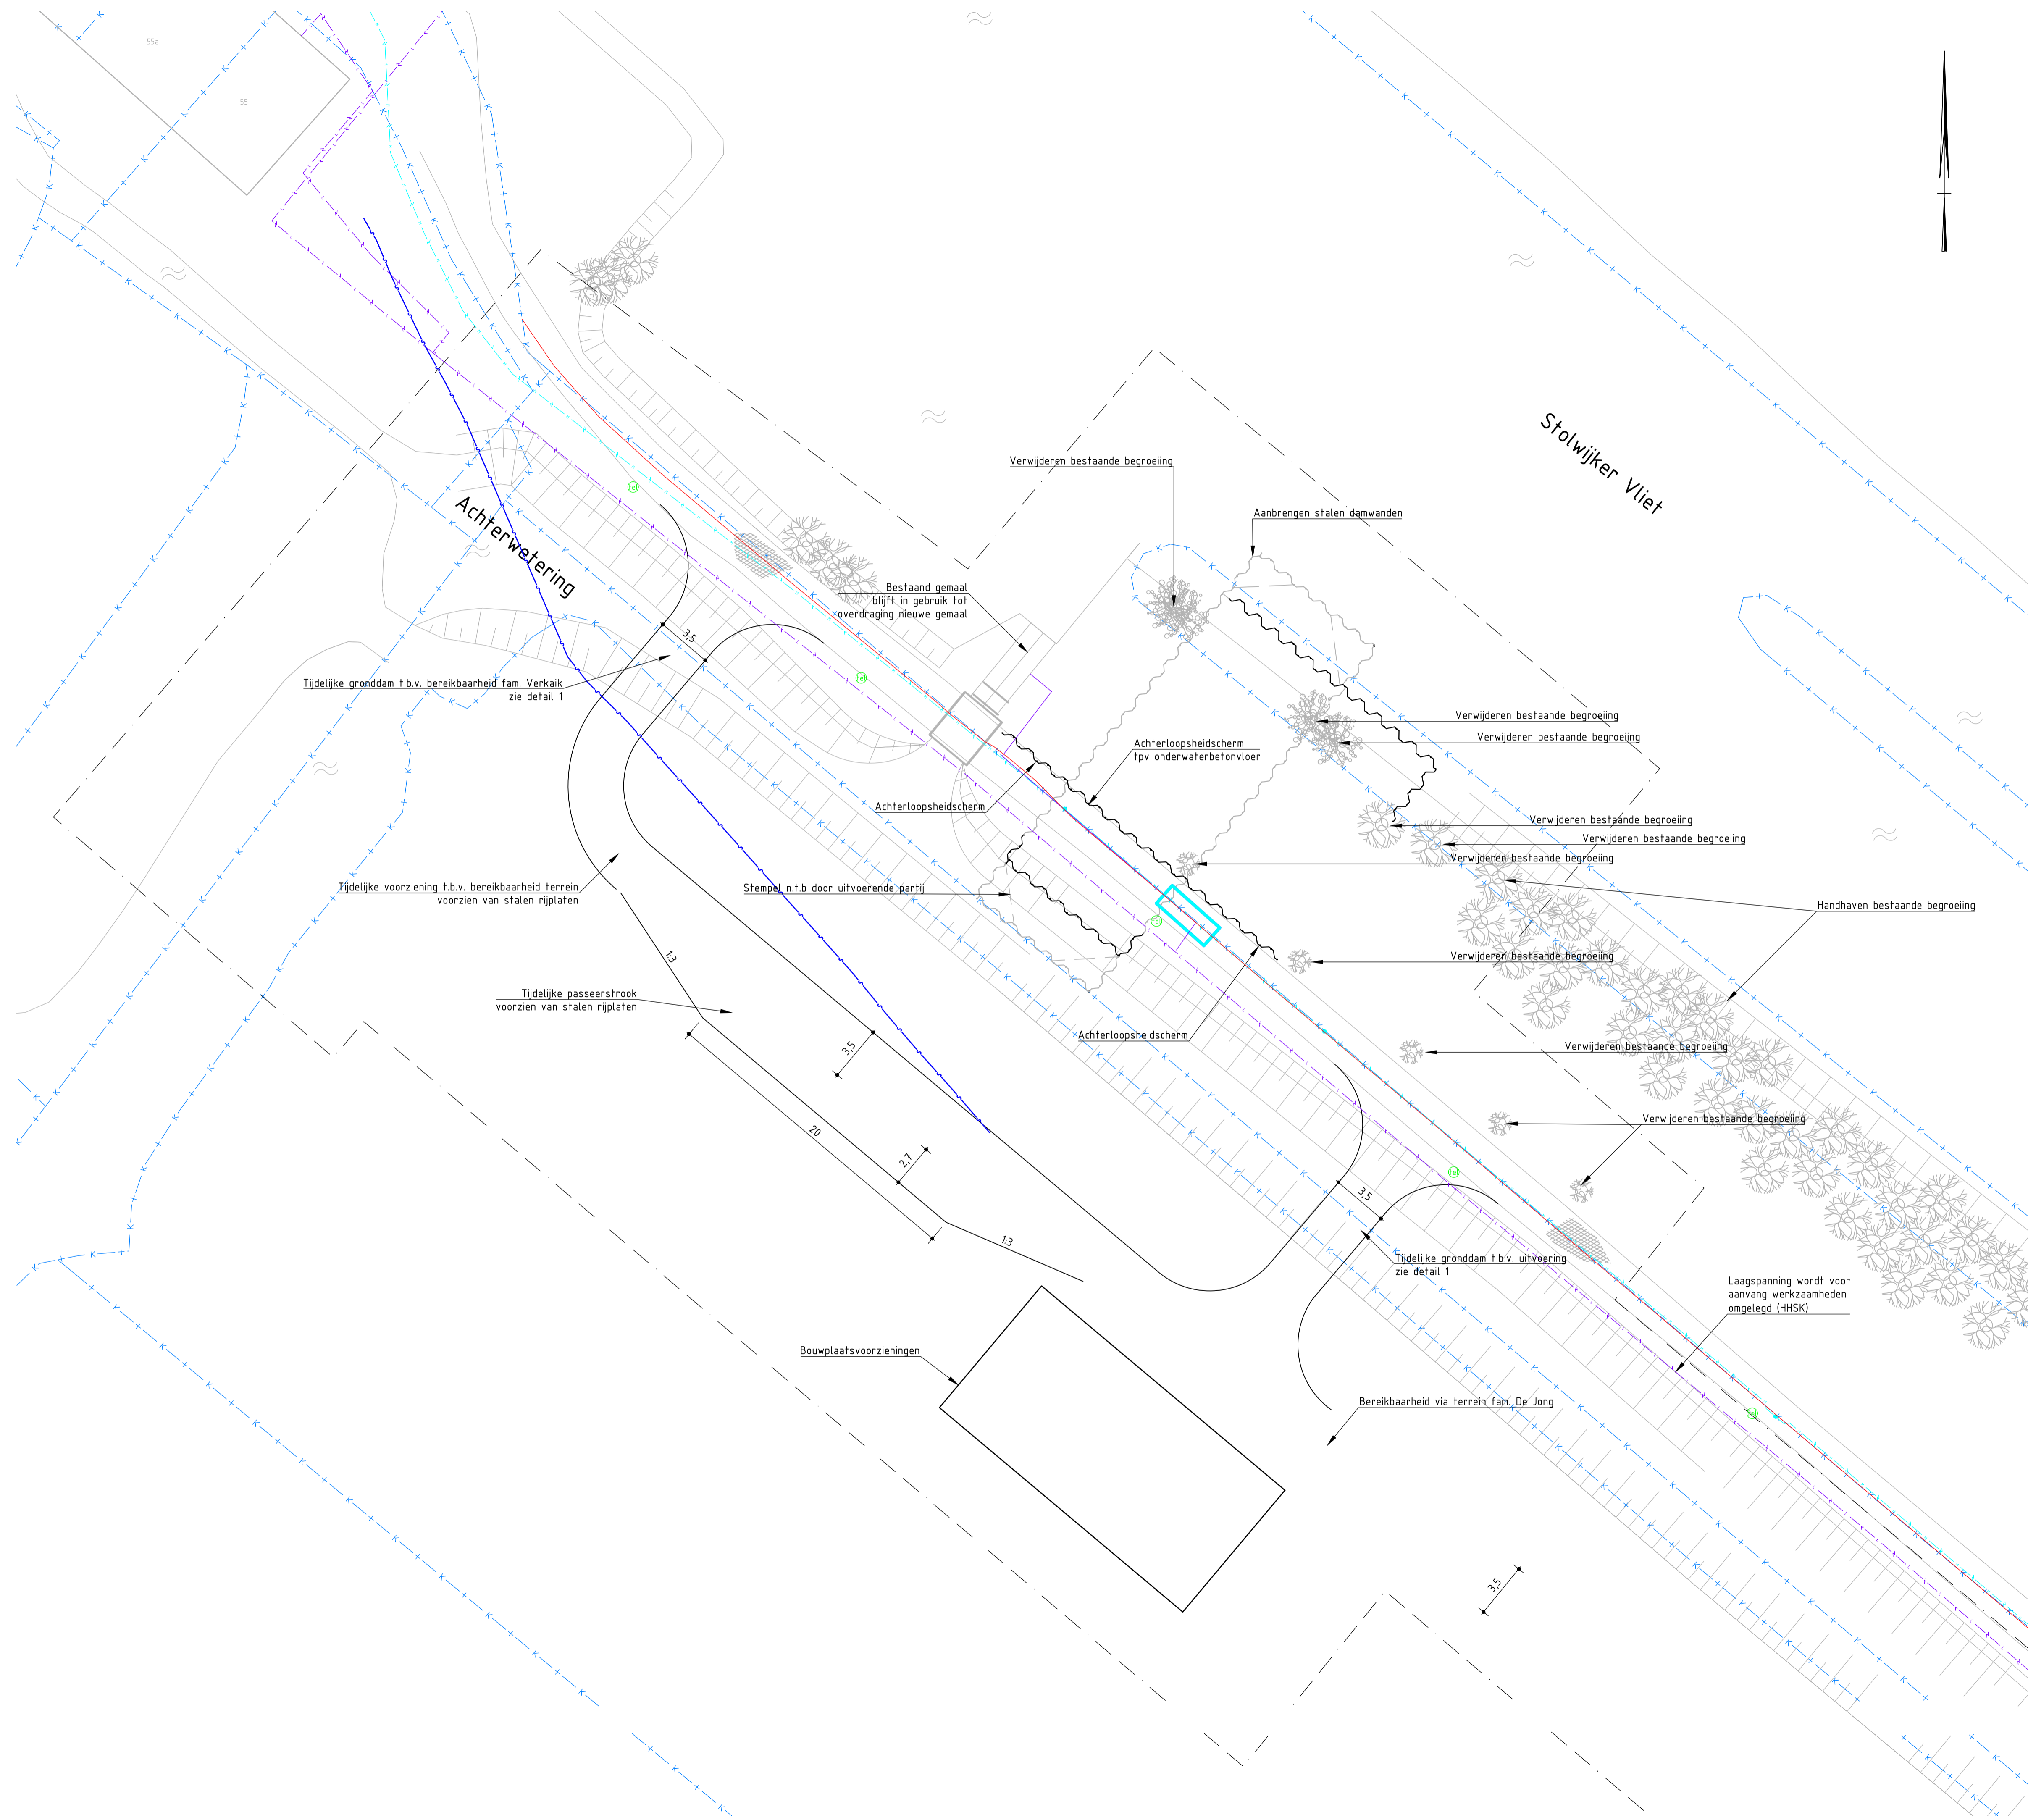 55a
55
Stolwijker Vliet
Verwijderen bestaande begroeiing
Aanbrengen stalen damwanden
Achterwetering
tel
Bestaand gemaal
blijft in gebruik tot
overdraging nieuwe gemaal
3,5
Tijdelijke gronddam t.b.v. bereikbaarheid fam. Verkaik
zie detail 1
tel
Verwijderen bestaande begroeiing
Verwijderen bestaande begroeiing
Achterloopsheidscherm
tpv onderwaterbetonvloer
Achterloopsheidscherm
Verwijderen bestaande begroeiing
Verwijderen bestaande begroeiing
Verwijderen bestaande begroeiing
Tijdelijke voorziening t.b.v. bereikbaarheid terrein
voorzien van stalen rijplaten
Stempel n.t.b door uitvoerende partij
tel
Handhaven bestaande begroeiing
1:3
Verwijderen bestaande begroeiing
Tijdelijke passeerstrook
voorzien van stalen rijplaten
3,5
Achterloopsheidscherm
Verwijderen bestaande begroeiing
20
2,7
Verwijderen bestaande begroeiing
tel
3,5
1:3
Tijdelijke gronddam t.b.v. uitvoering
zie detail 1
Laagspanning wordt voor
aanvang werkzaamheden
omgelegd (HHSK)
Bouwplaatsvoorzieningen
Bereikbaarheid via terrein fam. De Jong
tel
3,5